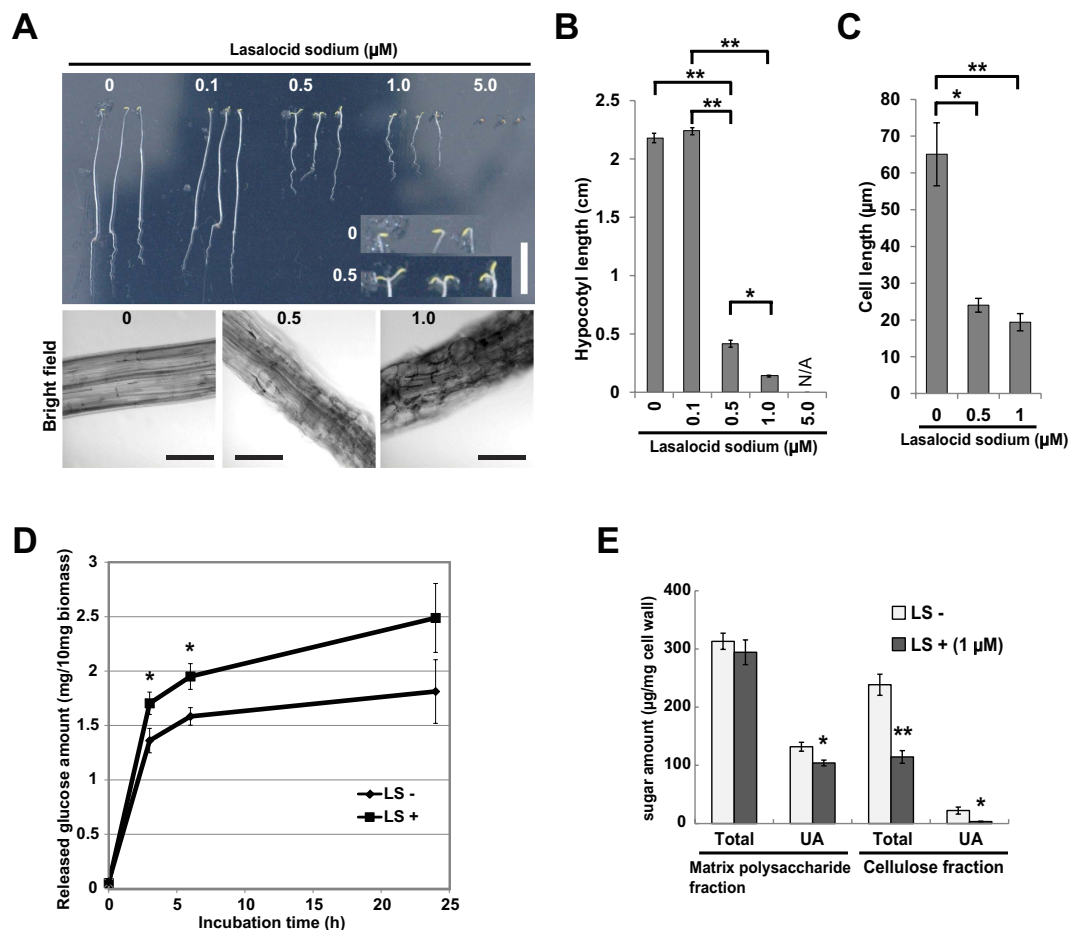 A
Lasalocid sodium (µM)
0 0.1 0.5 1.0 5.0
0
0.5
Bright field
0 0.5 1.0
B
**
**
**
*
Hypocotyl length (cm)
2.5
2
1.5
1
0.5
0
N/A
0 0.1 0.5 1.0 5.0
Lasalocid sodium (µM)
C
**
*
Cell length (µm)
80
70
60
50
40
30
20
10
0
0 0.5 1
Lasalocid sodium (µM)
D
Released glucose amount (mg/10mg biomass)
3
2.5
2
1.5
1
0.5
0
* *
LS -
LS +
0 5 10 15 20 25
Incubation time (h)
E
sugar amount (µg/mg cell wall)
400
300
200
100
0
LS -
LS + (1 µM)
* ** *
Total UA Total UA
Matrix polysaccharide
fraction
Cellulose fraction